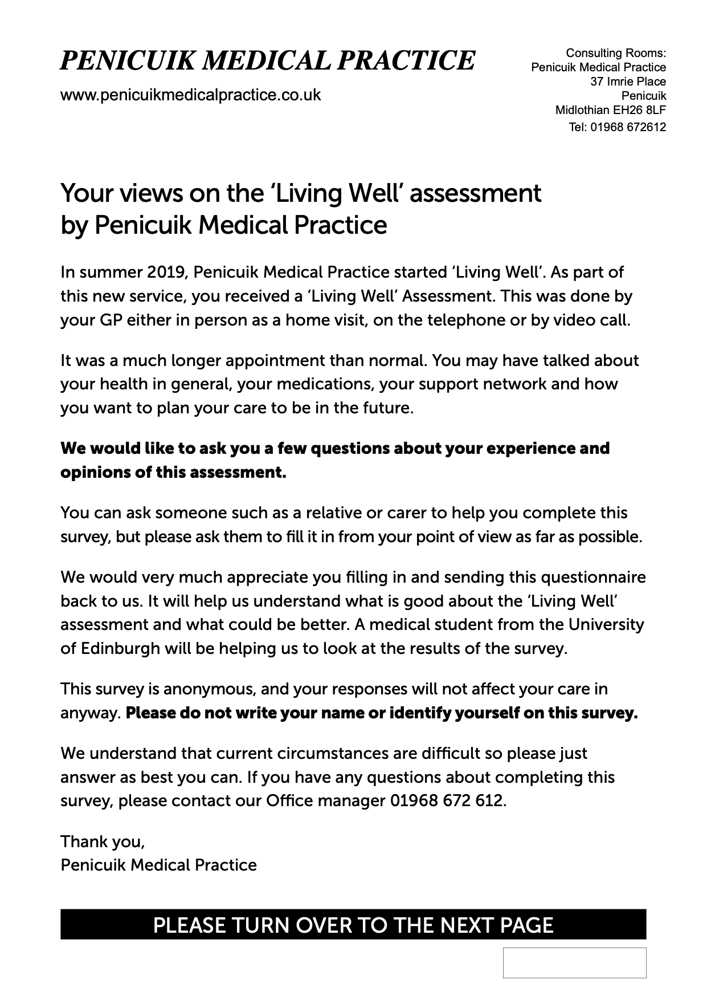 PENICUIK MEDICAL PRACTICE
www.penicuikmedicalpractice.co.uk
Consulting Rooms:
Penicuik Medical Practice
37 Imrie Place
Penicuik
Midlothian EH26 8LF
Tel: 01968 672612
Your views on the ‘Living Well’ assessment
by Penicuik Medical Practice
In summer 2019, Penicuik Medical Practice started ‘Living Well’. As part of
this new service, you received a ‘Living Well’ Assessment. This was done by
your GP either in person as a home visit, on the telephone or by video call.
It was a much longer appointment than normal. You may have talked about
your health in general, your medications, your support network and how
you want to plan your care to be in the future.
We would like to ask you a few questions about your experience and
opinions of this assessment.
You can ask someone such as a relative or carer to help you complete this
survey, but please ask them to fill it in from your point of view as far as possible.
We would very much appreciate you filling in and sending this questionnaire
back to us. It will help us understand what is good about the ‘Living Well’
assessment and what could be better. A medical student from the University
of Edinburgh will be helping us to look at the results of the survey.
This survey is anonymous, and your responses will not affect your care in
anyway. Please do not write your name or identify yourself on this survey.
We understand that current circumstances are difficult so please just
answer as best you can. If you have any questions about completing this
survey, please contact our Office manager 01968 672 612.
Thank you,
Penicuik Medical Practice
PLEASE TURN OVER TO THE NEXT PAGE